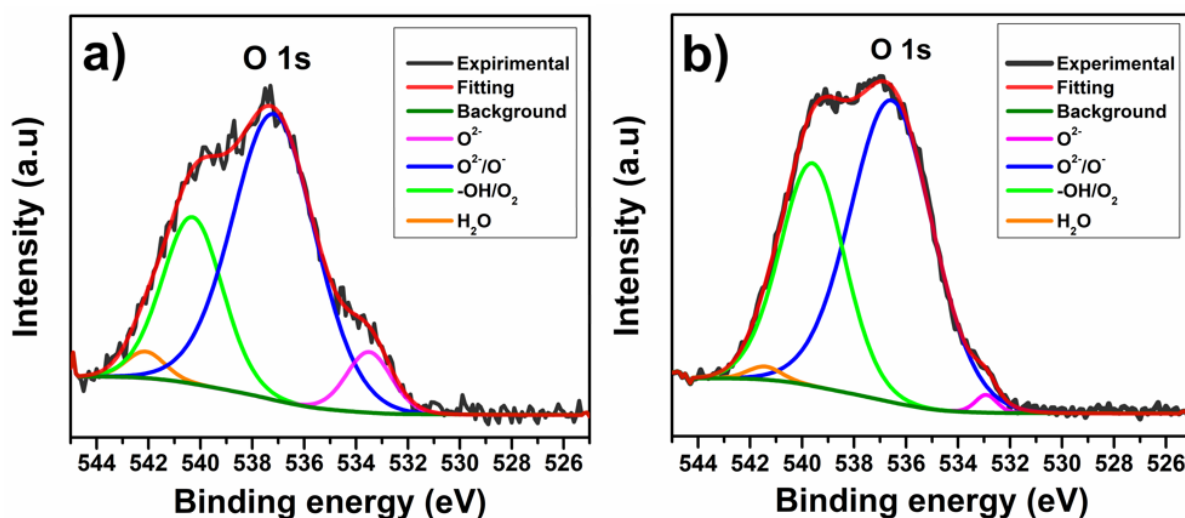 a)
O 1s
Expirimental
Fitting
Background
O²⁻
O²⁻/O⁻
-OH/O₂
H₂O
Intensity (a.u)
544 542 540 538 536 534 532 530 528 526
Binding energy (eV)
b)
O 1s
Experimental
Fitting
Background
O²⁻
O²⁻/O⁻
-OH/O₂
H₂O
Intensity (a.u)
544 542 540 538 536 534 532 530 528 526
Binding energy (eV)